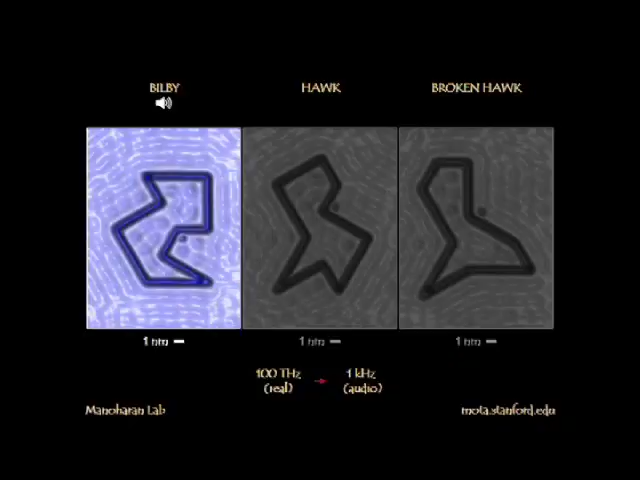 BILBY
HAWK
BROKEN HAWK
1 nm
1 nm
1 nm
100 THz
(real)
1 kHz
(audio)
Manoharan Lab
mota.stanford.edu